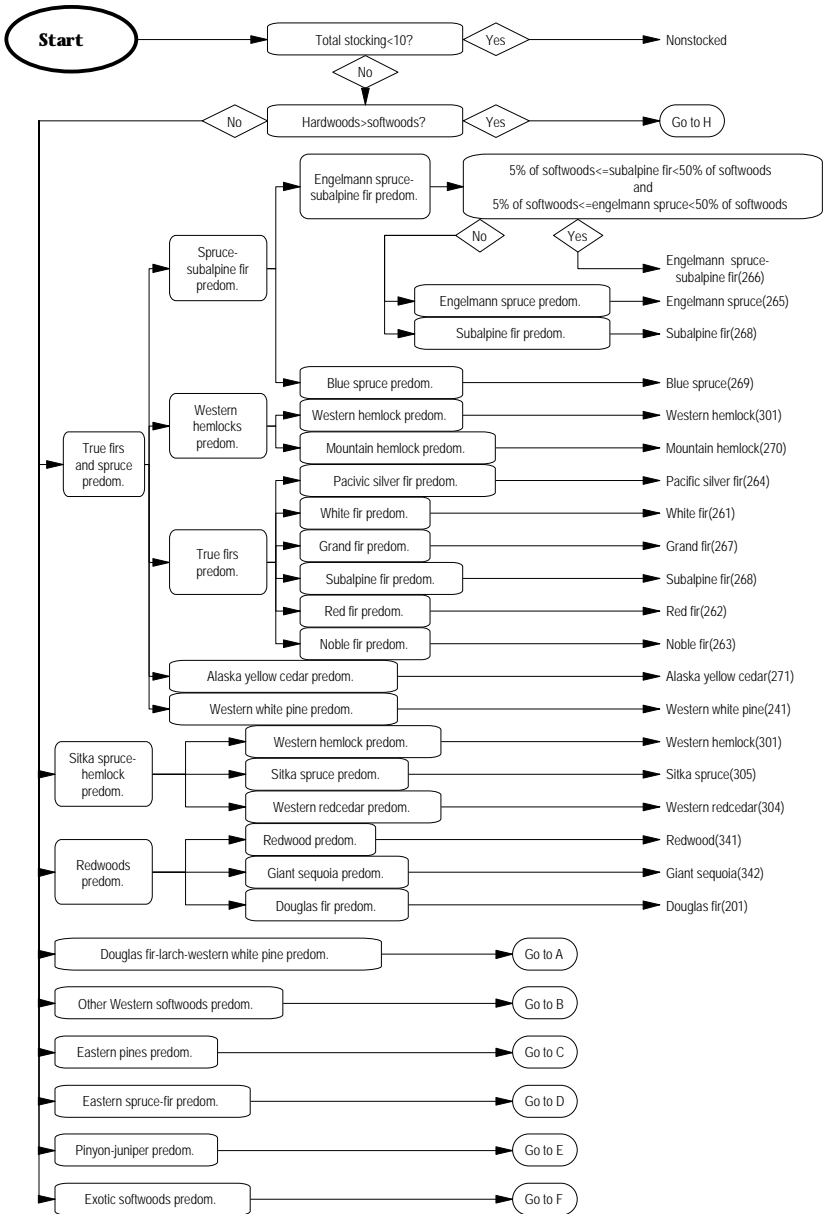 Start
Total stocking<10?
Yes
Nonstocked
No
No
Hardwoods>softwoods?
Yes
Go to H
Engelmann spruce-
subalpine fir predom.
5% of softwoods<=subalpine fir<50% of softwoods
and
5% of softwoods<=engelmann spruce<50% of softwoods
No
Yes
Spruce-
subalpine fir
predom.
Engelmann spruce-
subalpine fir(266)
Engelmann spruce predom.
Engelmann spruce(265)
Subalpine fir predom.
Subalpine fir(268)
Blue spruce predom.
Blue spruce(269)
Western
hemlocks
predom.
Western hemlock predom.
Western hemlock(301)
Mountain hemlock predom.
Mountain hemlock(270)
True firs
and spruce
predom.
Pacivic silver fir predom.
Pacific silver fir(264)
White fir predom.
White fir(261)
True firs
predom.
Grand fir predom.
Grand fir(267)
Subalpine fir predom.
Subalpine fir(268)
Red fir predom.
Red fir(262)
Noble fir predom.
Noble fir(263)
Alaska yellow cedar predom.
Alaska yellow cedar(271)
Western white pine predom.
Western white pine(241)
Sitka spruce-
hemlock
predom.
Western hemlock predom.
Western hemlock(301)
Sitka spruce predom.
Sitka spruce(305)
Western redcedar predom.
Western redcedar(304)
Redwoods
predom.
Redwood predom.
Redwood(341)
Giant sequoia predom.
Giant sequoia(342)
Douglas fir predom.
Douglas fir(201)
Douglas fir-larch-western white pine predom.
Go to A
Other Western softwoods predom.
Go to B
Eastern pines predom.
Go to C
Eastern spruce-fir predom.
Go to D
Pinyon-juniper predom.
Go to E
Exotic softwoods predom.
Go to F